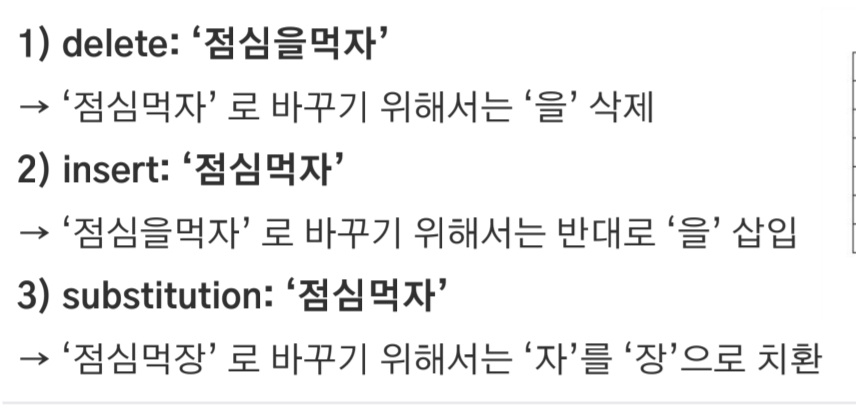 1) delete: ‘점심을먹자’
→ ‘점심먹자’ 로 바꾸기 위해서는 ‘을’ 삭제
2) insert: ‘점심먹자’
→ ‘점심을먹자’ 로 바꾸기 위해서는 반대로 ‘을’ 삽입
3) substitution: ‘점심먹자’
→ ‘점심먹장’ 로 바꾸기 위해서는 ‘자’를 ‘장’으로 치환